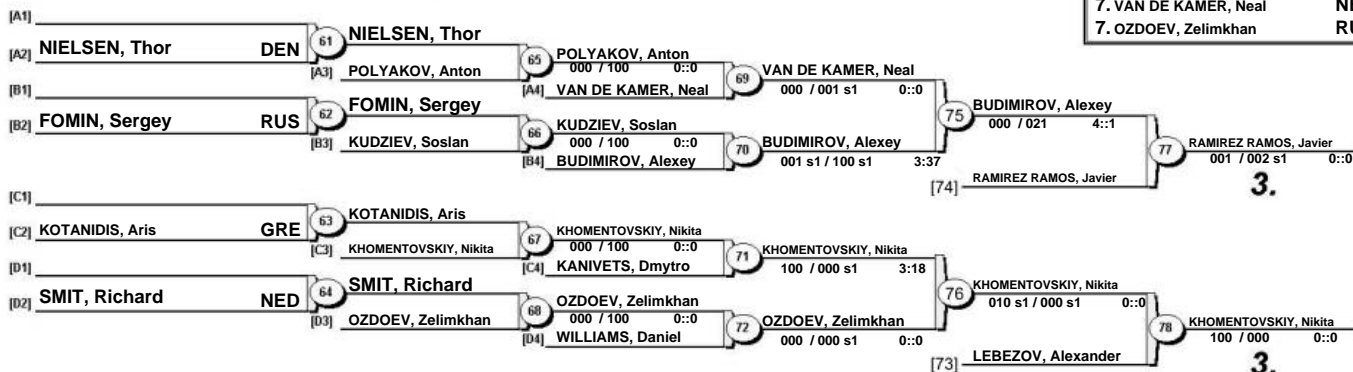 7. VAN DE KAMER, Neal
7. OZDOEV, Zelimkhan
[A1]
[A2] NIELSEN, Thor DEN
61
NIELSEN, Thor
[A3] POLYAKOV, Anton
65
POLYAKOV, Anton
000 / 100 0::0
[A4] VAN DE KAMER, Neal
69
VAN DE KAMER, Neal
000 / 001 s1 0::0
[B1]
[B2] FOMIN, Sergey RUS
62
FOMIN, Sergey
[B3] KUDZIEV, Soslan
66
KUDZIEV, Soslan
000 / 100 0::0
[B4] BUDIMIROV, Alexey
70
BUDIMIROV, Alexey
001 s1 / 100 s1 3:37
75
BUDIMIROV, Alexey
000 / 021 4::1
[74] RAMIREZ RAMOS, Javier
77
RAMIREZ RAMOS, Javier
001 / 002 s1 0::0
3.
[C1]
[C2] KOTANIDIS, Aris GRE
63
KOTANIDIS, Aris
[C3] KHOMENTOVSKIY, Nikita
67
KHOMENTOVSKIY, Nikita
000 / 100 0::0
[C4] KANIVETS, Dmytro
71
KHOMENTOVSKIY, Nikita
100 / 000 s1 3:18
[D1]
[D2] SMIT, Richard NED
64
SMIT, Richard
[D3] OZDOEV, Zelimkhan
68
OZDOEV, Zelimkhan
000 / 100 0::0
[D4] WILLIAMS, Daniel
72
OZDOEV, Zelimkhan
000 / 000 s1 0::0
76
KHOMENTOVSKIY, Nikita
010 s1 / 000 s1 0::0
[73] LEBEZOV, Alexander
78
KHOMENTOVSKIY, Nikita
100 / 000 0::0
3.